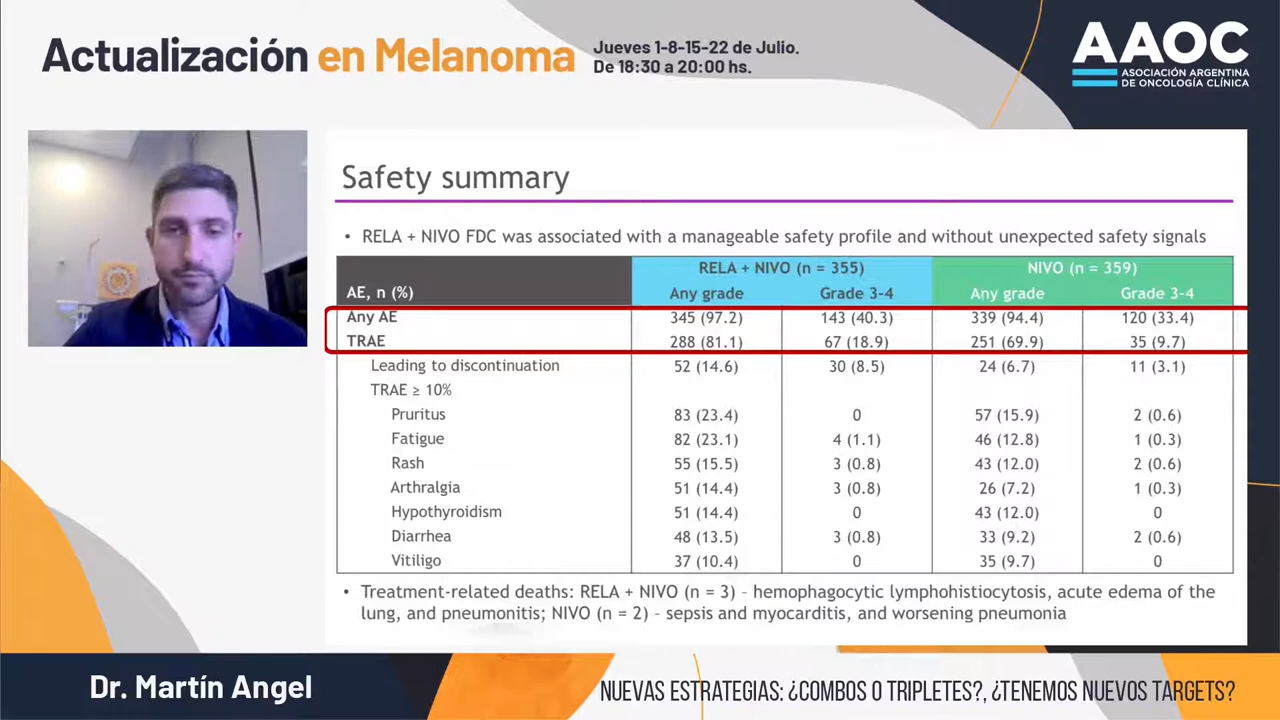 Actualización en Melanoma
Jueves 1-8-15-22 de Julio.
De 18:30 a 20:00 hs.
AAOC
ASOCIACIÓN ARGENTINA
DE ONCOLOGÍA CLÍNICA
Safety summary
• RELA + NIVO FDC was associated with a manageable safety profile and without unexpected safety signals
RELA + NIVO (n = 355) NIVO (n = 359)
AE, n (%) Any grade Grade 3-4 Any grade Grade 3-4
Any AE 345 (97.2) 143 (40.3) 339 (94.4) 120 (33.4)
TRAE 288 (81.1) 67 (18.9) 251 (69.9) 35 (9.7)
Leading to discontinuation 52 (14.6) 30 (8.5) 24 (6.7) 11 (3.1)
TRAE ≥ 10%
Pruritus 83 (23.4) 0 57 (15.9) 2 (0.6)
Fatigue 82 (23.1) 4 (1.1) 46 (12.8) 1 (0.3)
Rash 55 (15.5) 3 (0.8) 43 (12.0) 2 (0.6)
Arthralgia 51 (14.4) 3 (0.8) 26 (7.2) 1 (0.3)
Hypothyroidism 51 (14.4) 0 43 (12.0) 0
Diarrhea 48 (13.5) 3 (0.8) 33 (9.2) 2 (0.6)
Vitiligo 37 (10.4) 0 35 (9.7) 0
• Treatment-related deaths: RELA + NIVO (n = 3) – hemophagocytic lymphohistiocytosis, acute edema of the
lung, and pneumonitis; NIVO (n = 2) – sepsis and myocarditis, and worsening pneumonia
Dr. Martín Angel
NUEVAS ESTRATEGIAS: ¿COMBOS O TRIPLETES?, ¿TENEMOS NUEVOS TARGETS?